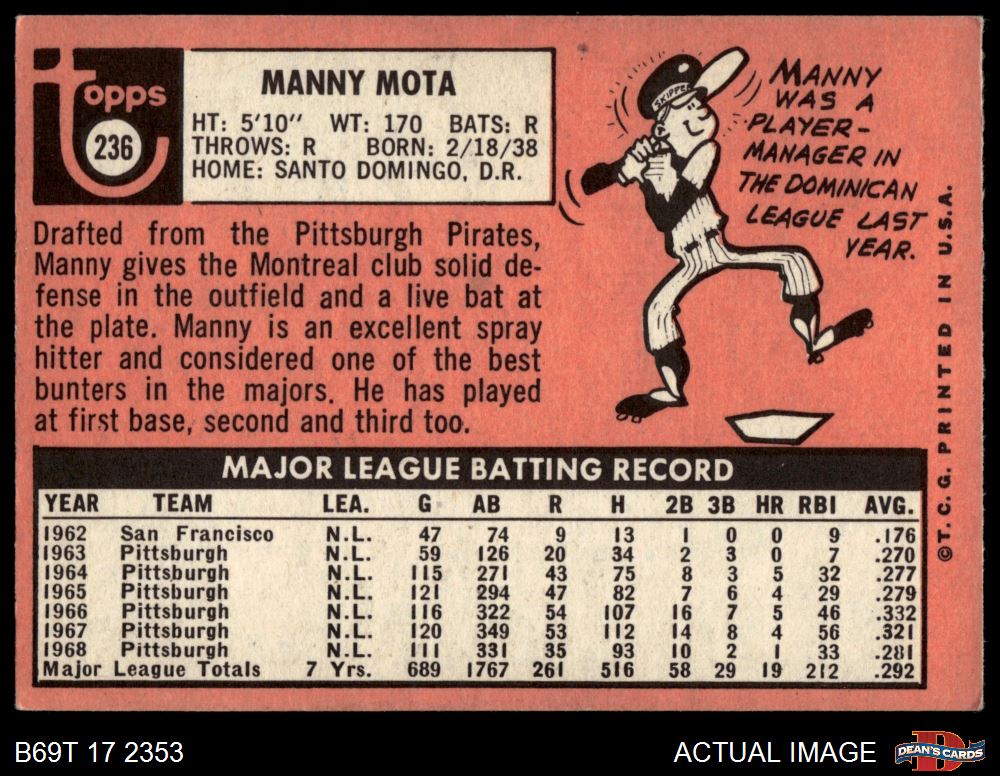 topps
236
MANNY MOTA
HT: 5'10" WT: 170 BATS: R
THROWS: R BORN: 2/18/38
HOME: SANTO DOMINGO, D.R.
Drafted from the Pittsburgh Pirates,
Manny gives the Montreal club solid de-
fense in the outfield and a live bat at
the plate. Manny is an excellent spray
hitter and considered one of the best
bunters in the majors. He has played
at first base, second and third too.
SKIPPER
MANNY
WAS A
PLAYER-
MANAGER IN
THE DOMINICAN
LEAGUE LAST
YEAR.
©T. C. G. PRINTED IN U.S.A.
MAJOR LEAGUE BATTING RECORD
YEAR TEAM LEA. G AB R H 2B 3B HR RBI AVG.
1962 San Francisco N.L. 47 74 9 13 1 0 0 9 .176
1963 Pittsburgh N.L. 59 126 20 34 2 3 0 7 .270
1964 Pittsburgh N.L. 115 271 43 75 8 3 5 32 .277
1965 Pittsburgh N.L. 121 294 47 82 7 6 4 29 .279
1966 Pittsburgh N.L. 116 322 54 107 16 7 5 46 .332
1967 Pittsburgh N.L. 120 349 53 112 14 8 4 56 .321
1968 Pittsburgh N.L. 111 331 35 93 10 2 1 33 .281
Major League Totals 7 Yrs. 689 1767 261 516 58 29 19 212 .292
B69T 17 2353
ACTUAL IMAGE
D
DEAN'S CARDS